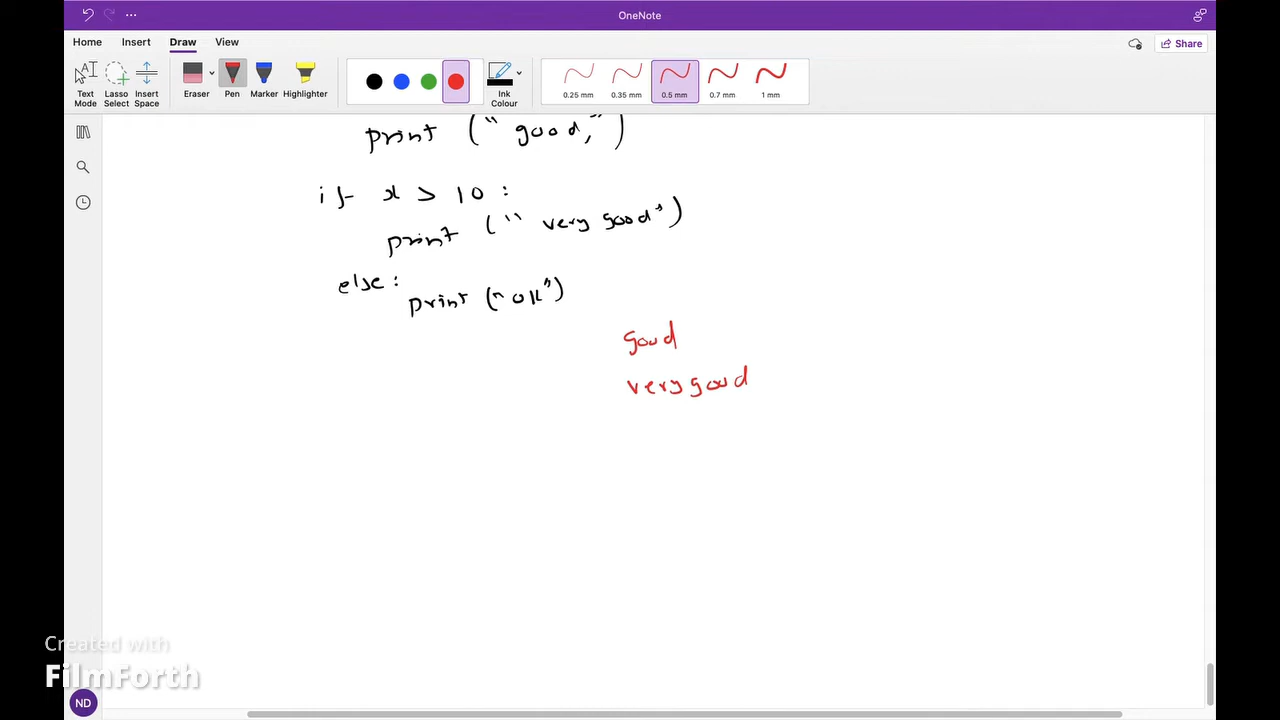 OneNote
Home Insert Draw View
Share
Text Mode
Lasso Select
Insert Space
Eraser
Pen
Marker
Highlighter
Ink Colour
0.25 mm
0.35 mm
0.5 mm
0.7 mm
1 mm
print ("good,")
if x > 10 :
print ("very good")
else :
print ("ok")
good
very good
Created with
FilmForth
ND